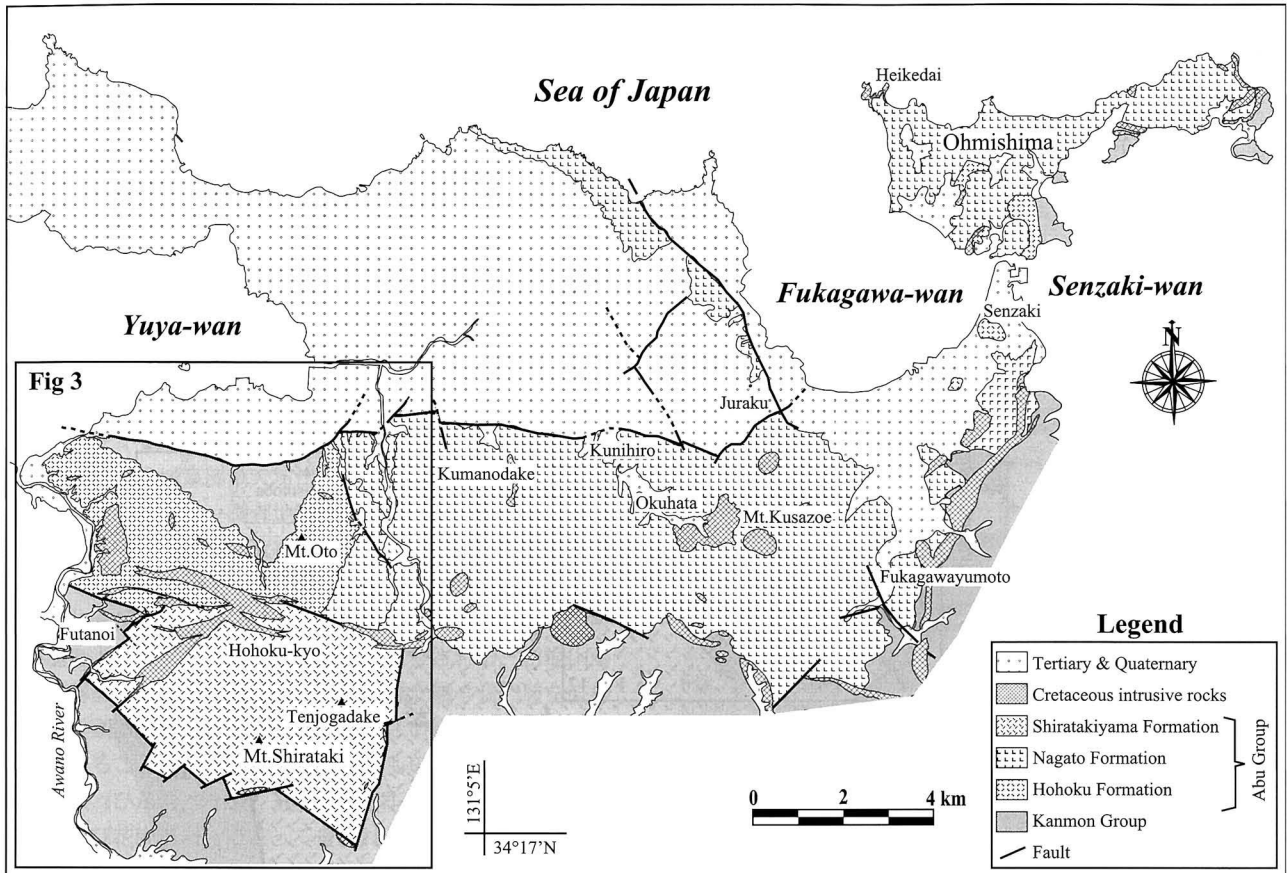 Sea of Japan
Heikedai
Ohmishima
Fukagawa-wan
Senzaki-wan
Senzaki
Yuya-wan
N
Fig 3
Juraku
Kumanodake
Kunihiro
Okuhata
Mt.Kusazoe
Mt.Oto
Fukagawayumoto
Futanoi
Hohoku-kyo
Tenjogadake
Mt.Shirataki
Awano River
131°5'E
34°17'N
0 2 4 km
Legend
Tertiary & Quaternary
Cretaceous intrusive rocks
Shiratakiyama Formation
Nagato Formation
Hohoku Formation
Abu Group
Kanmon Group
Fault